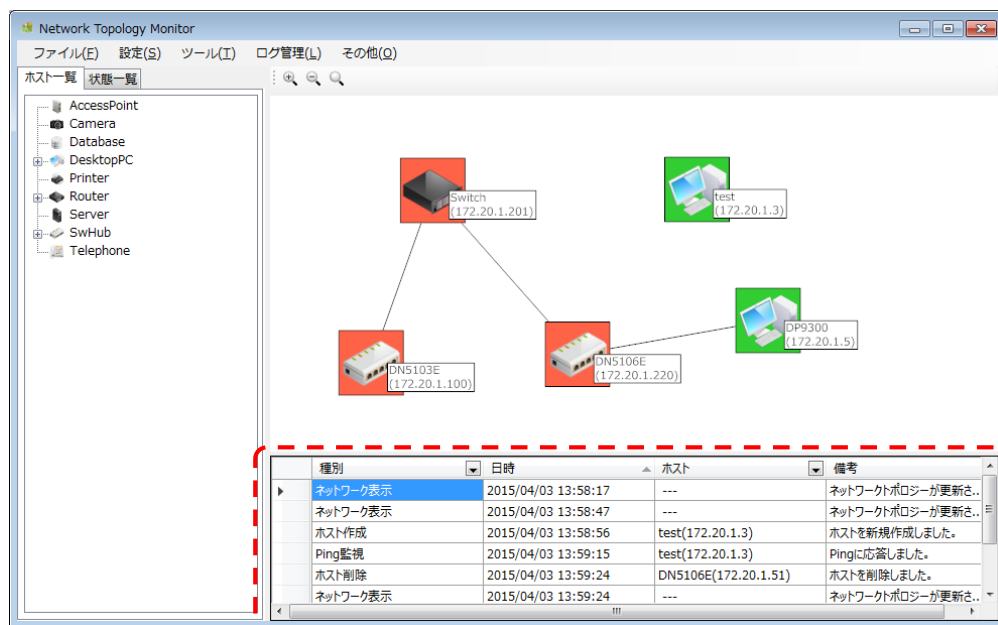 Network Topology Monitor
ファイル(F) 設定(S) ツール(T) ログ管理(L) その他(O)
ホスト一覧 状態一覧
AccessPoint
Camera
Database
DesktopPC
Printer
Router
Server
SwHub
Telephone
Switch
(172.20.1.201)
test
(172.20.1.3)
DP9300
(172.20.1.5)
DN5103E
(172.20.1.100)
DN5106E
(172.20.1.220)
種別 日時 ホスト 備考
ネットワーク表示 2015/04/03 13:58:17 --- ネットワークトポロジーが更新さ..
ネットワーク表示 2015/04/03 13:58:47 --- ネットワークトポロジーが更新さ..
ホスト作成 2015/04/03 13:58:56 test(172.20.1.3) ホストを新規作成しました。
Ping監視 2015/04/03 13:59:15 test(172.20.1.3) Pingに応答しました。
ホスト削除 2015/04/03 13:59:24 DN5106E(172.20.1.51) ホストを削除しました。
ネットワーク表示 2015/04/03 13:59:24 --- ネットワークトポロジーが更新さ..